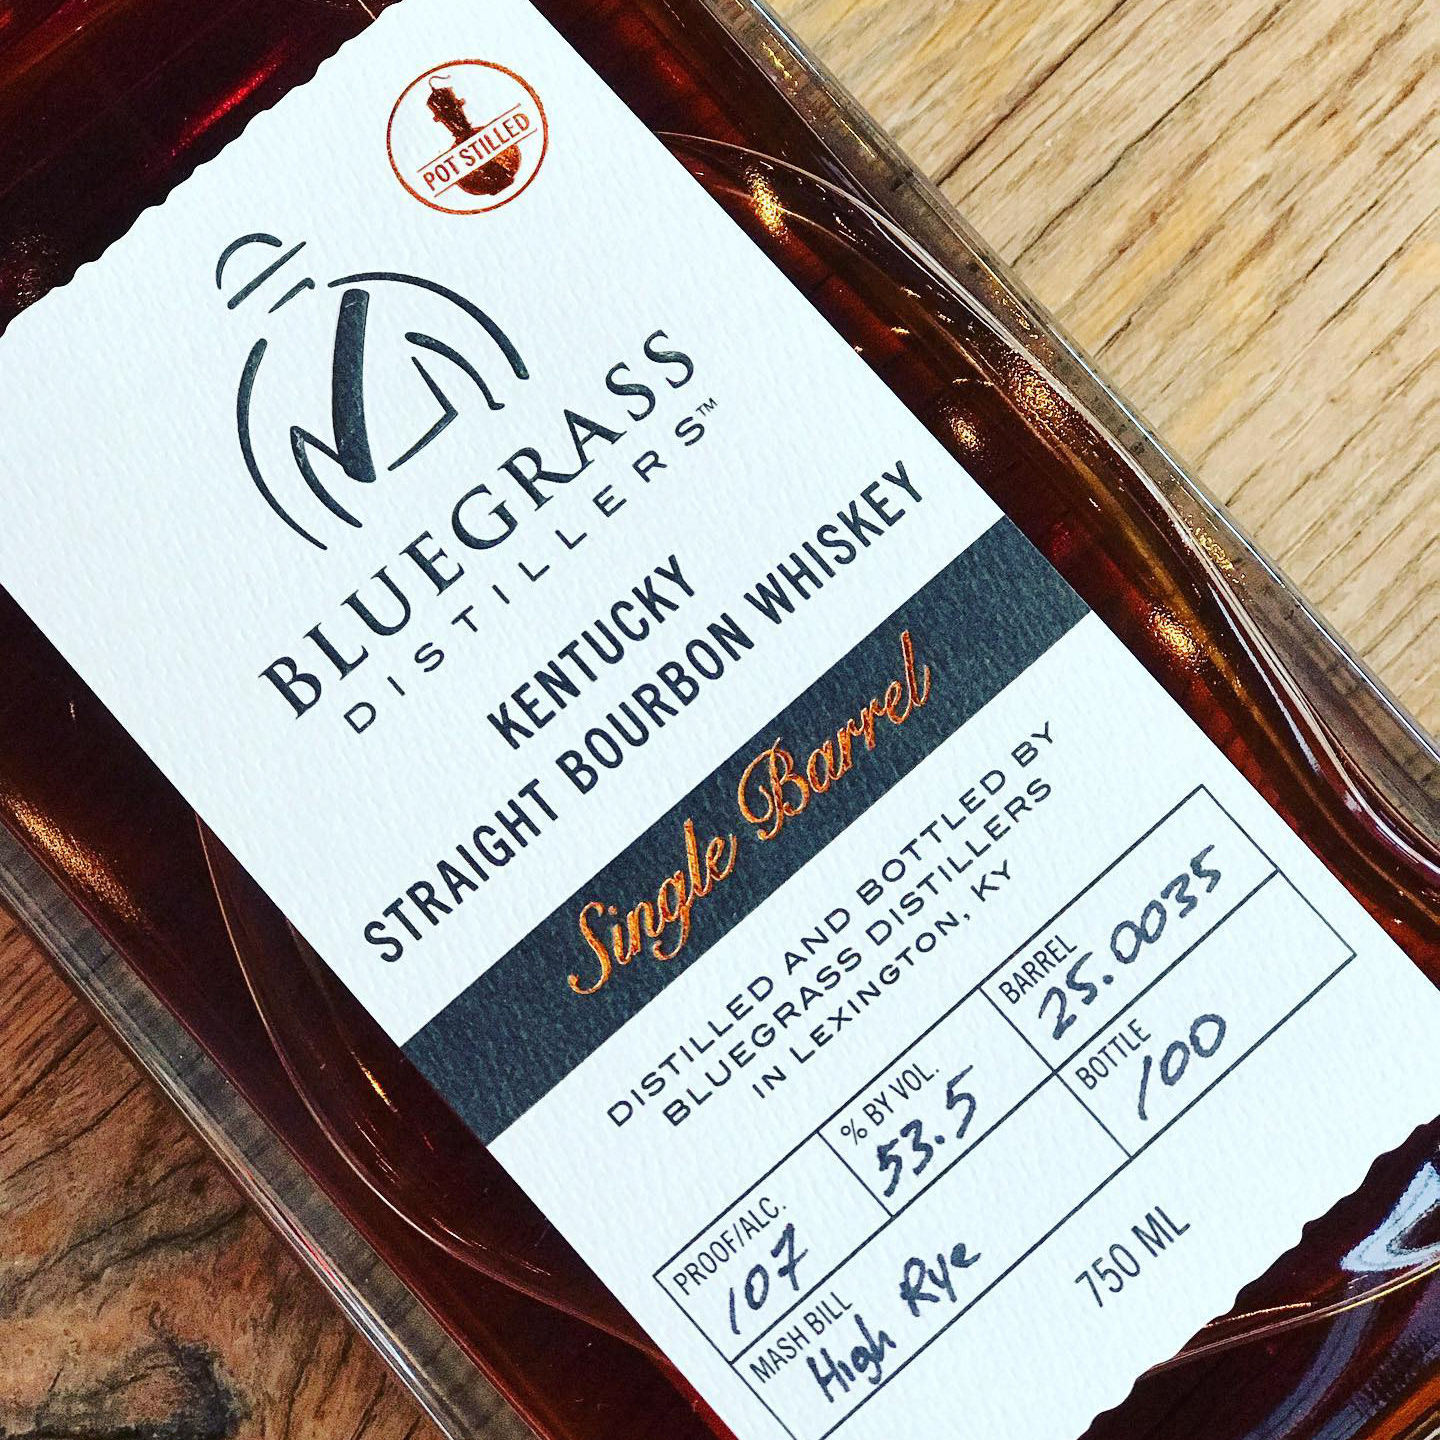 POT STILLED
BLUEGRASS
DISTILLERS™
KENTUCKY
STRAIGHT BOURBON WHISKEY
Single Barrel
DISTILLED AND BOTTLED BY
BLUEGRASS DISTILLERS
IN LEXINGTON, KY
PROOF/ALC.
107
% BY VOL.
53.5
BARREL
25.0035
MASH BILL
High Rye
BOTTLE
100
750 ML